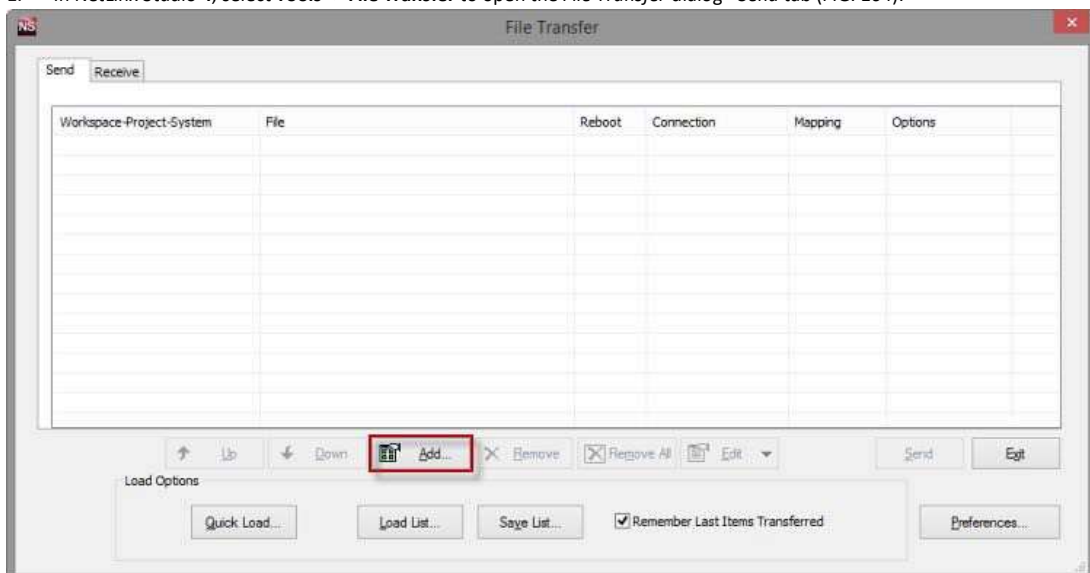 NS File Transfer
Send Receive
Workspace-Project-System File Reboot Connection Mapping Options
Up Down Add... Remove Remove All Edit Send Exit
Load Options
Quick Load... Load List... Save List... Remember Last Items Transferred Preferences...